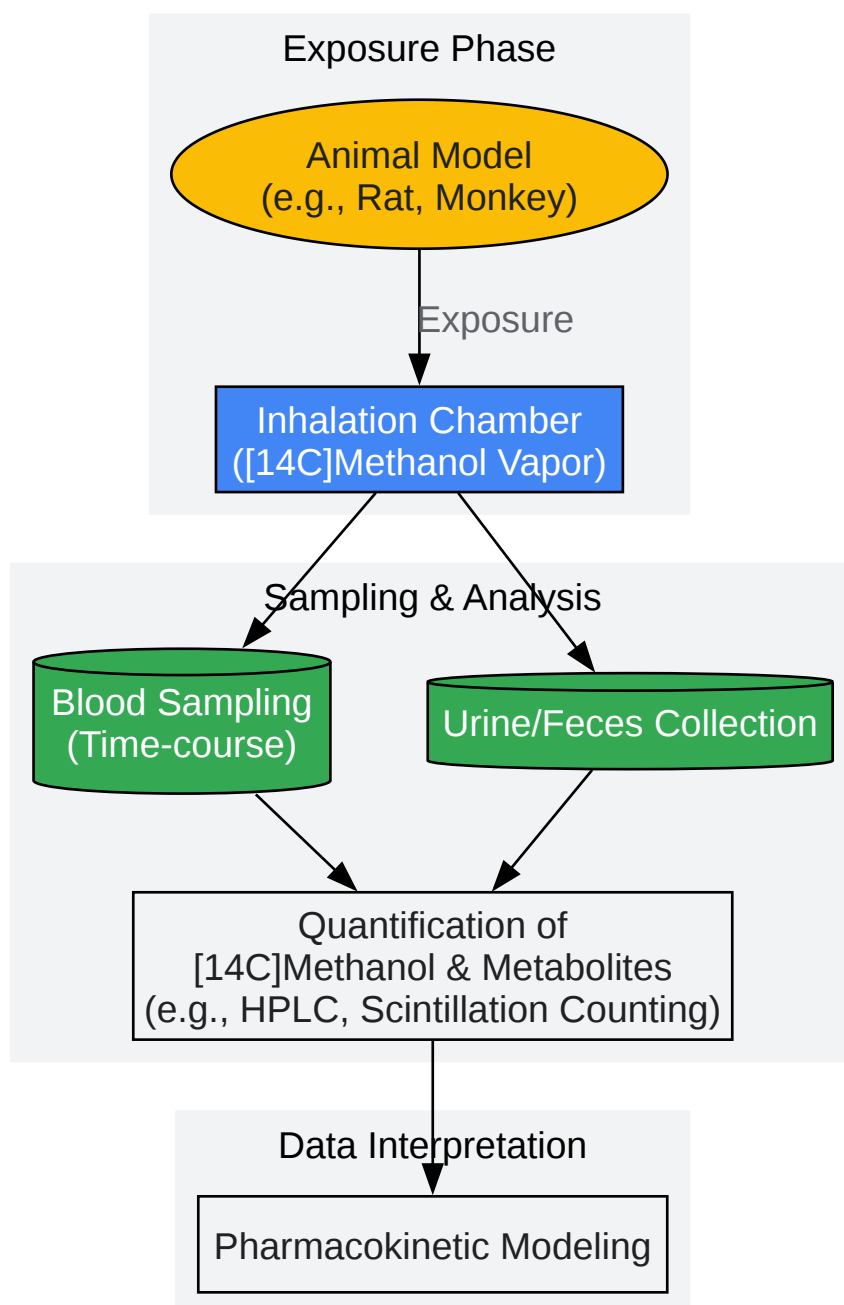 Exposure Phase
Animal Model
(e.g., Rat, Monkey)
Exposure
Inhalation Chamber
([14C]Methanol Vapor)
Sampling & Analysis
Blood Sampling
(Time-course)
Urine/Feces Collection
Quantification of
[14C]Methanol & Metabolites
(e.g., HPLC, Scintillation Counting)
Data Interpretation
Pharmacokinetic Modeling